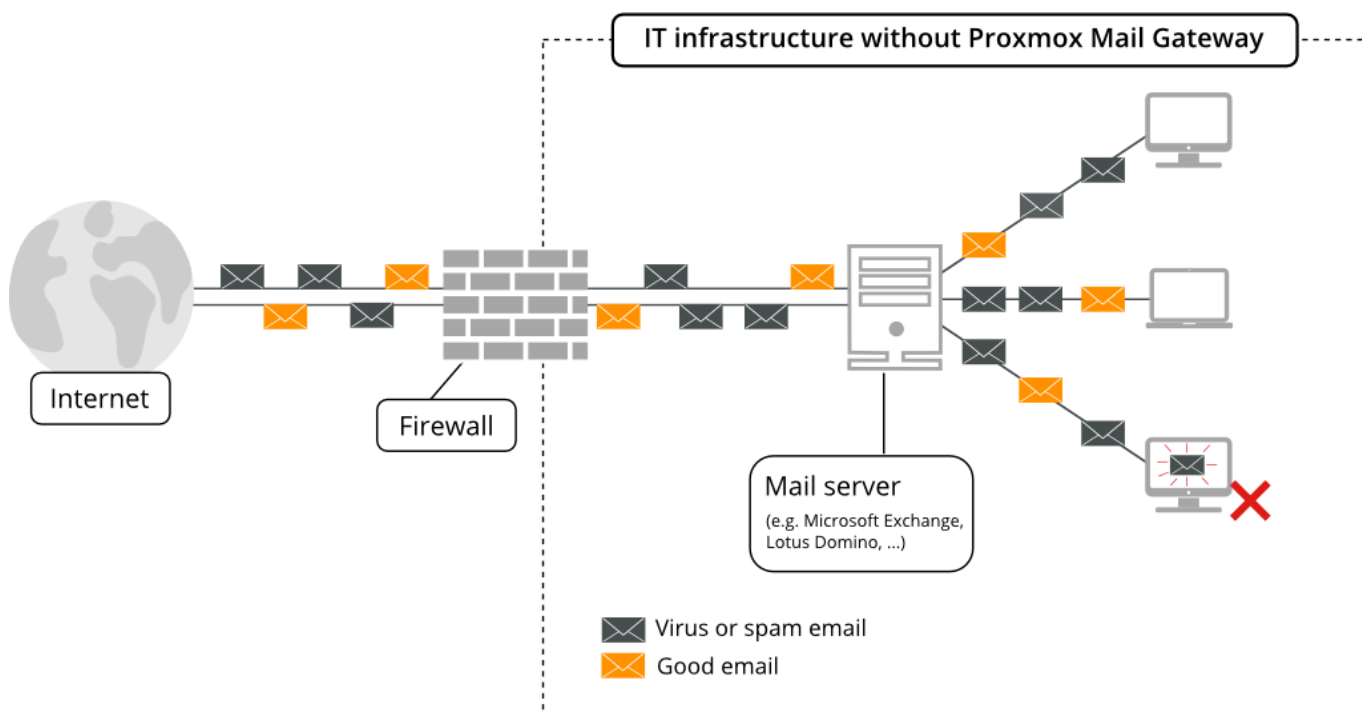 IT infrastructure without Proxmox Mail Gateway
Internet
Firewall
Mail server
(e.g. Microsoft Exchange,
Lotus Domino, ...)
Virus or spam email
Good email